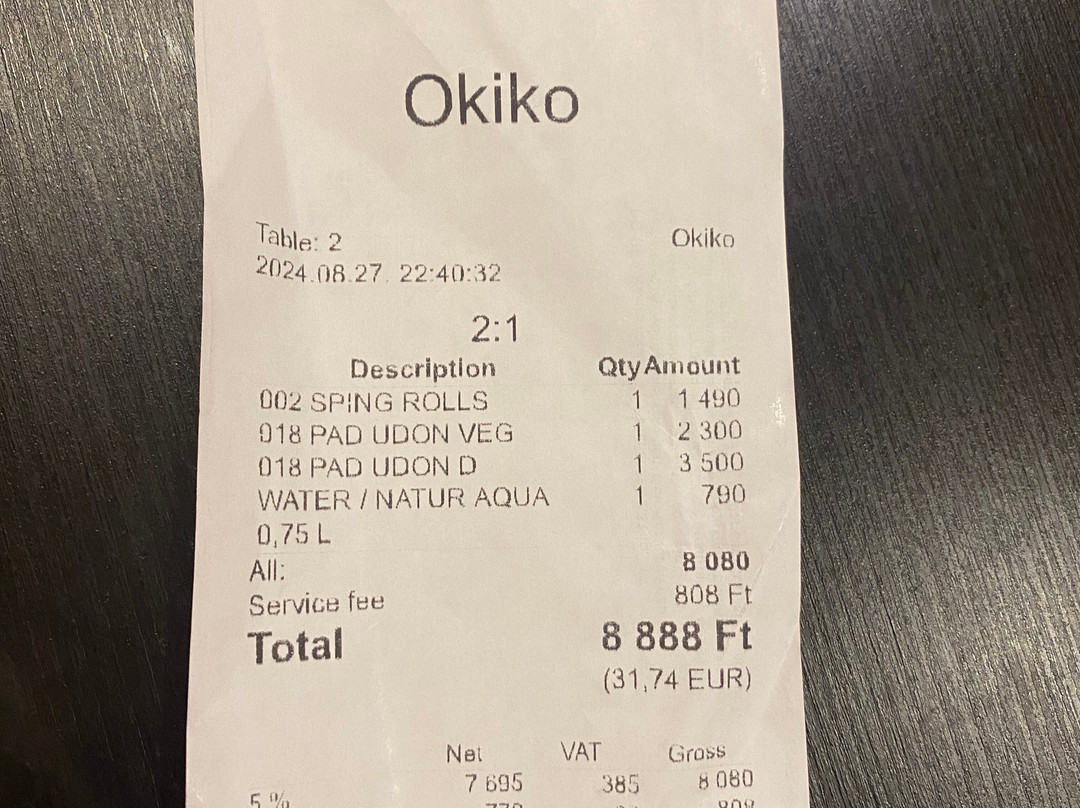 Okiko
Table: 2 Okiko
2024.08.27. 22:40:32
2:1
Description Qty Amount
002 SPING ROLLS 1 1 490
018 PAD UDON VEG 1 2 300
018 PAD UDON D 1 3 500
WATER / NATUR AQUA 1 790
0,75 L
All: 8 080
Service fee 808 Ft
Total 8 888 Ft
(31,74 EUR)
Net VAT Gross
7 695 385 8 080
5 %